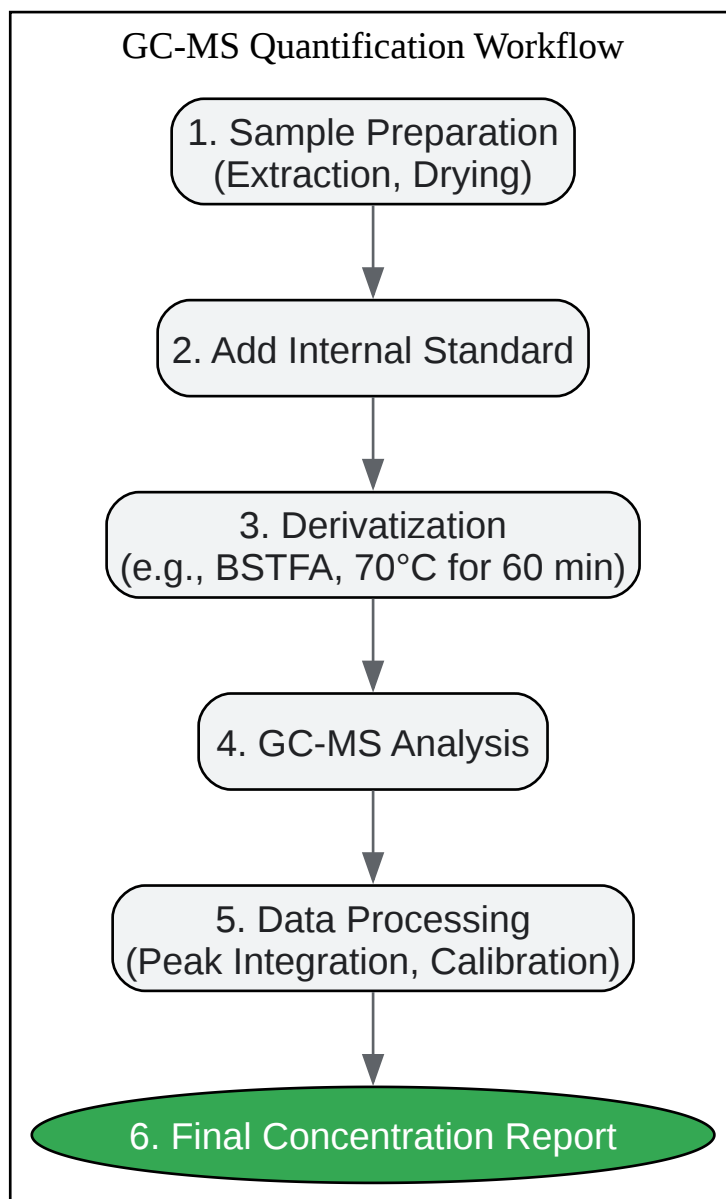 GC-MS Quantification Workflow
1. Sample Preparation
(Extraction, Drying)
2. Add Internal Standard
3. Derivatization
(e.g., BSTFA, 70°C for 60 min)
4. GC-MS Analysis
5. Data Processing
(Peak Integration, Calibration)
6. Final Concentration Report